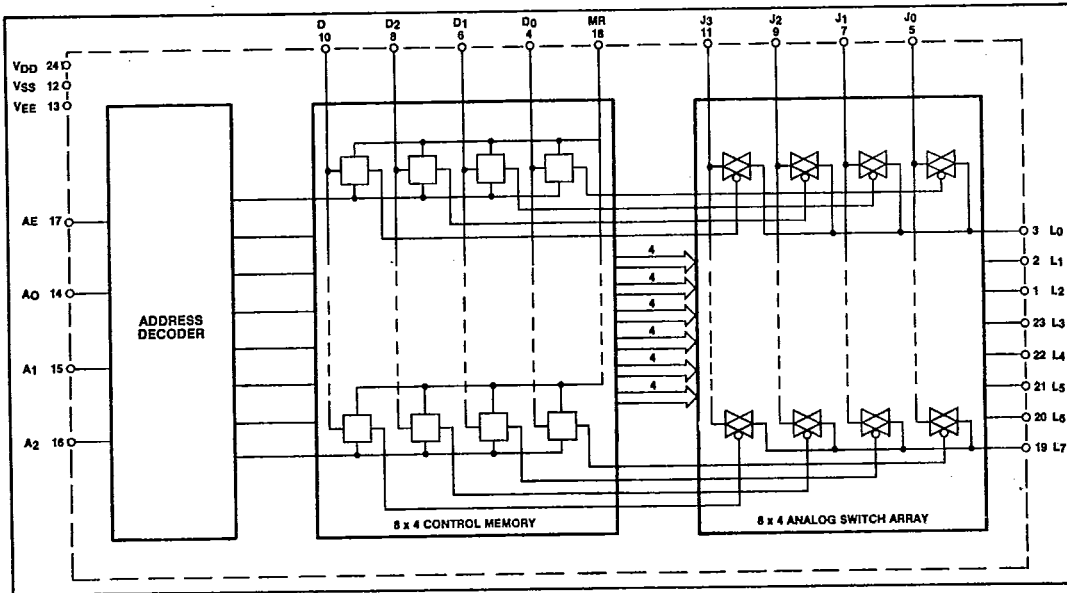 D D2 D1 D0 MR J3 J2 J1 J0
10 8 6 4 18 11 9 7 5
VDD 24
VSS 12
VEE 13
AE 17
A0 14
A1 15
A2 16
ADDRESS
DECODER
4
4
4
4
4
4
3 L0
2 L1
1 L2
23 L3
22 L4
21 L5
20 L6
19 L7
8 x 4 CONTROL MEMORY
8 x 4 ANALOG SWITCH ARRAY